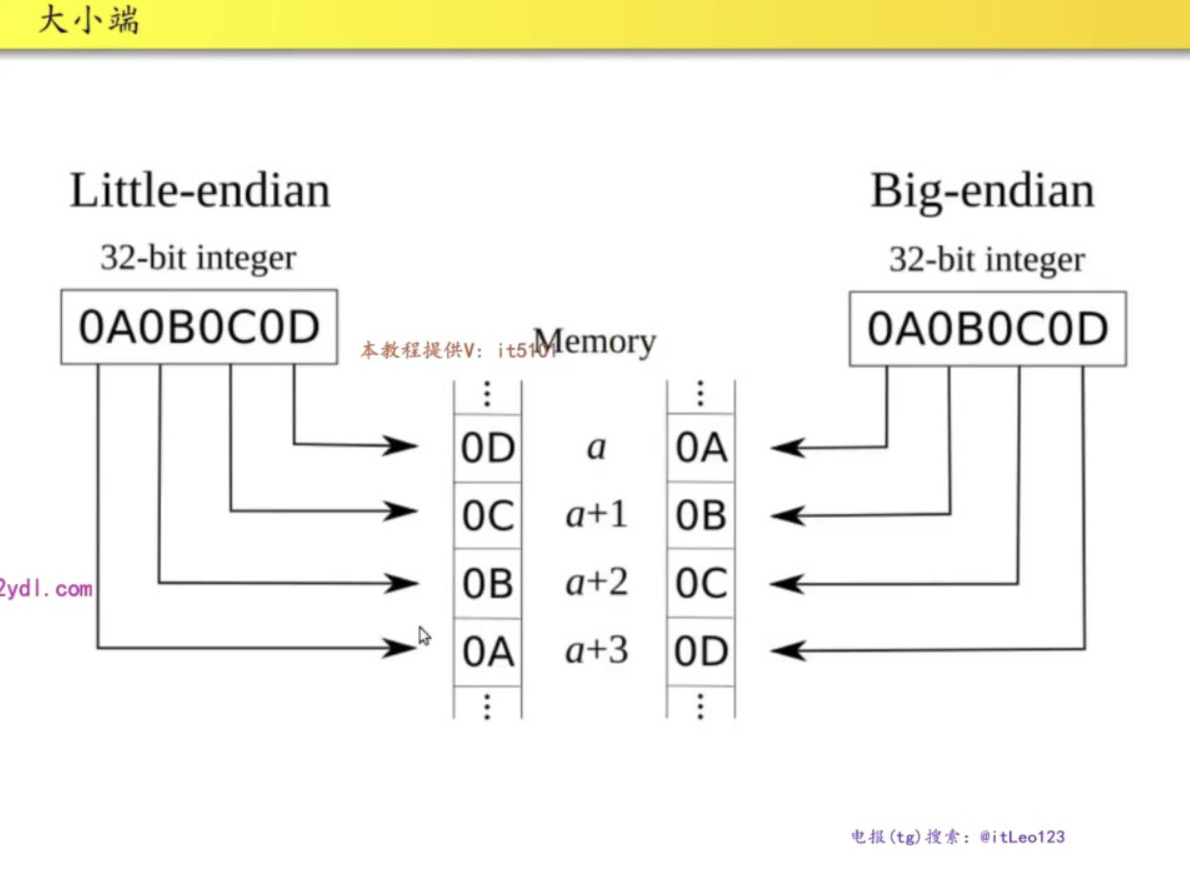 大小端
Little-endian
Big-endian
32-bit integer
32-bit integer
0A0B0C0D
0A0B0C0D
本教程提供V: it5101
Memory
⋮
⋮
0D a 0A
0C a+1 0B
0B a+2 0C
2ydl.com
0A a+3 0D
⋮
⋮
电报(tg)搜索: @itLeo123